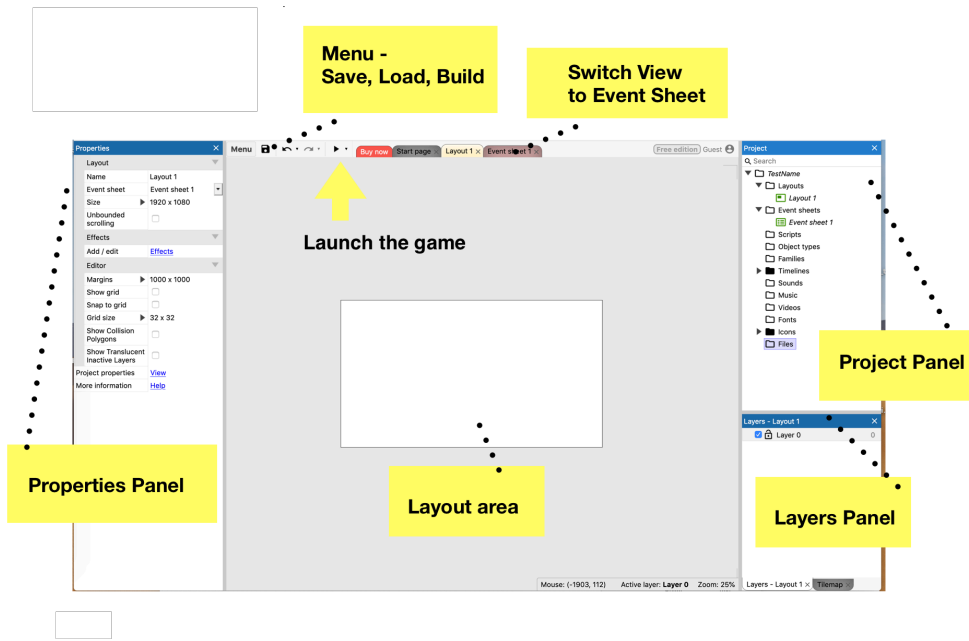 Menu -
Save, Load, Build
Switch View
to Event Sheet
Properties
Menu
Buy now
Start page
Layout 1
Event sheet 1
Free edition
Guest
Project
Layout
Name Layout 1
Event sheet Event sheet 1
Size 1920 x 1080
Unbounded
scrolling
Effects
Add / edit Effects
Editor
Margins 1000 x 1000
Show grid
Snap to grid
Grid size 32 x 32
Show Collision
Polygons
Show Translucent
Inactive Layers
Project properties View
More information Help
Launch the game
Search
TestName
Layouts
Layout 1
Event sheets
Event sheet 1
Scripts
Object types
Families
Timelines
Sounds
Music
Videos
Fonts
Icons
Files
Project Panel
Layers - Layout 1
Layer 0 0
Properties Panel
Layout area
Layers Panel
Mouse: (-1903, 112) Active layer: Layer 0 Zoom: 25%
Layers - Layout 1
Tilemap